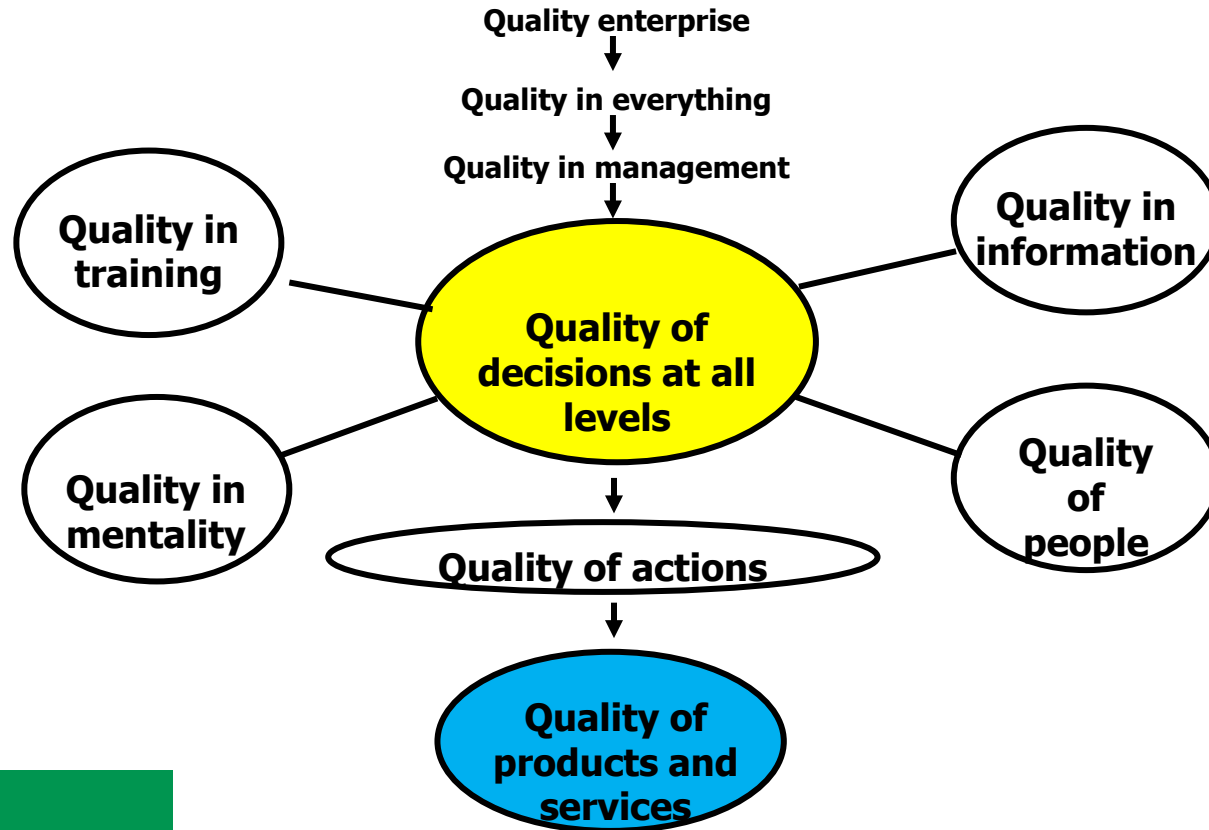 Quality enterprise
Quality in everything
Quality in management
Quality in
training
Quality in
information
Quality of
decisions at all
levels
Quality in
mentality
Quality
of
people
Quality of actions
Quality of
products and
services